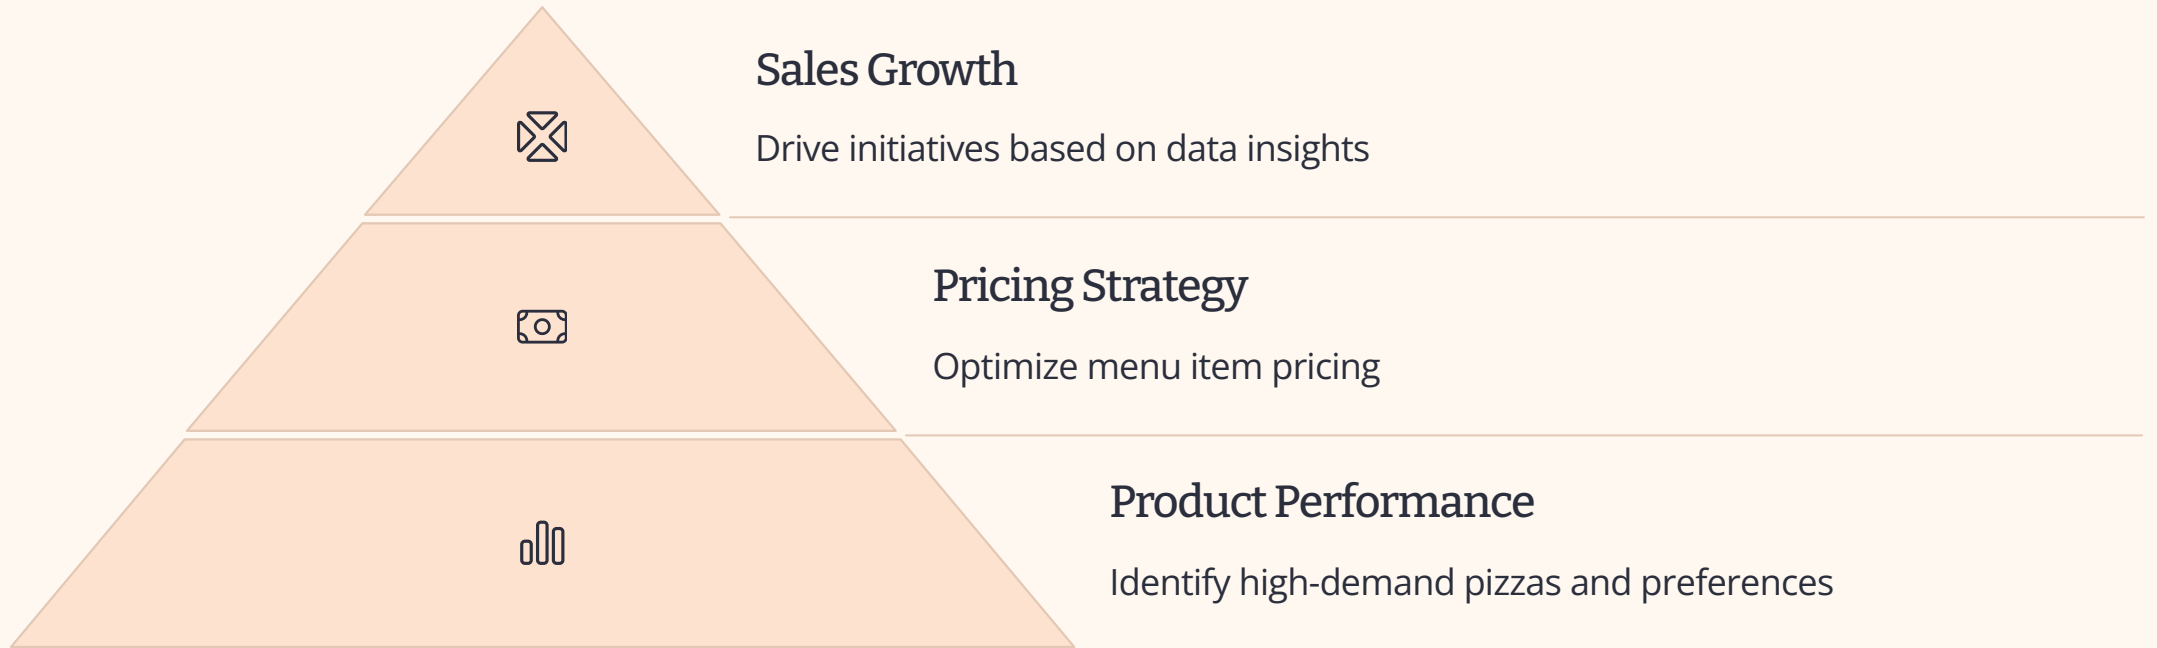 Sales Growth
Drive initiatives based on data insights
Pricing Strategy
Optimize menu item pricing
Product Performance
Identify high-demand pizzas and preferences